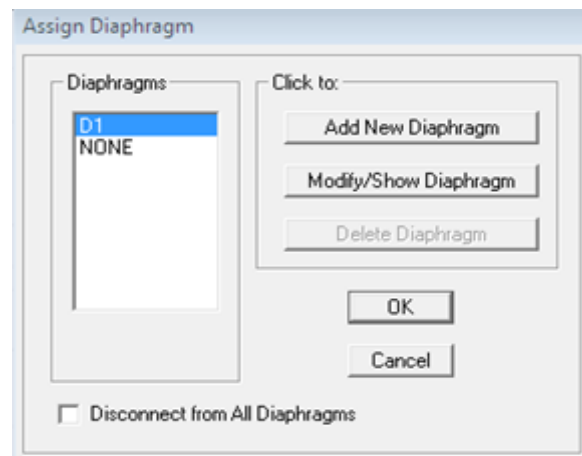 Assign Diaphragm
Diaphragms
D1
NONE
Click to:
Add New Diaphragm
Modify/Show Diaphragm
Delete Diaphragm
OK
Cancel
Disconnect from All Diaphragms